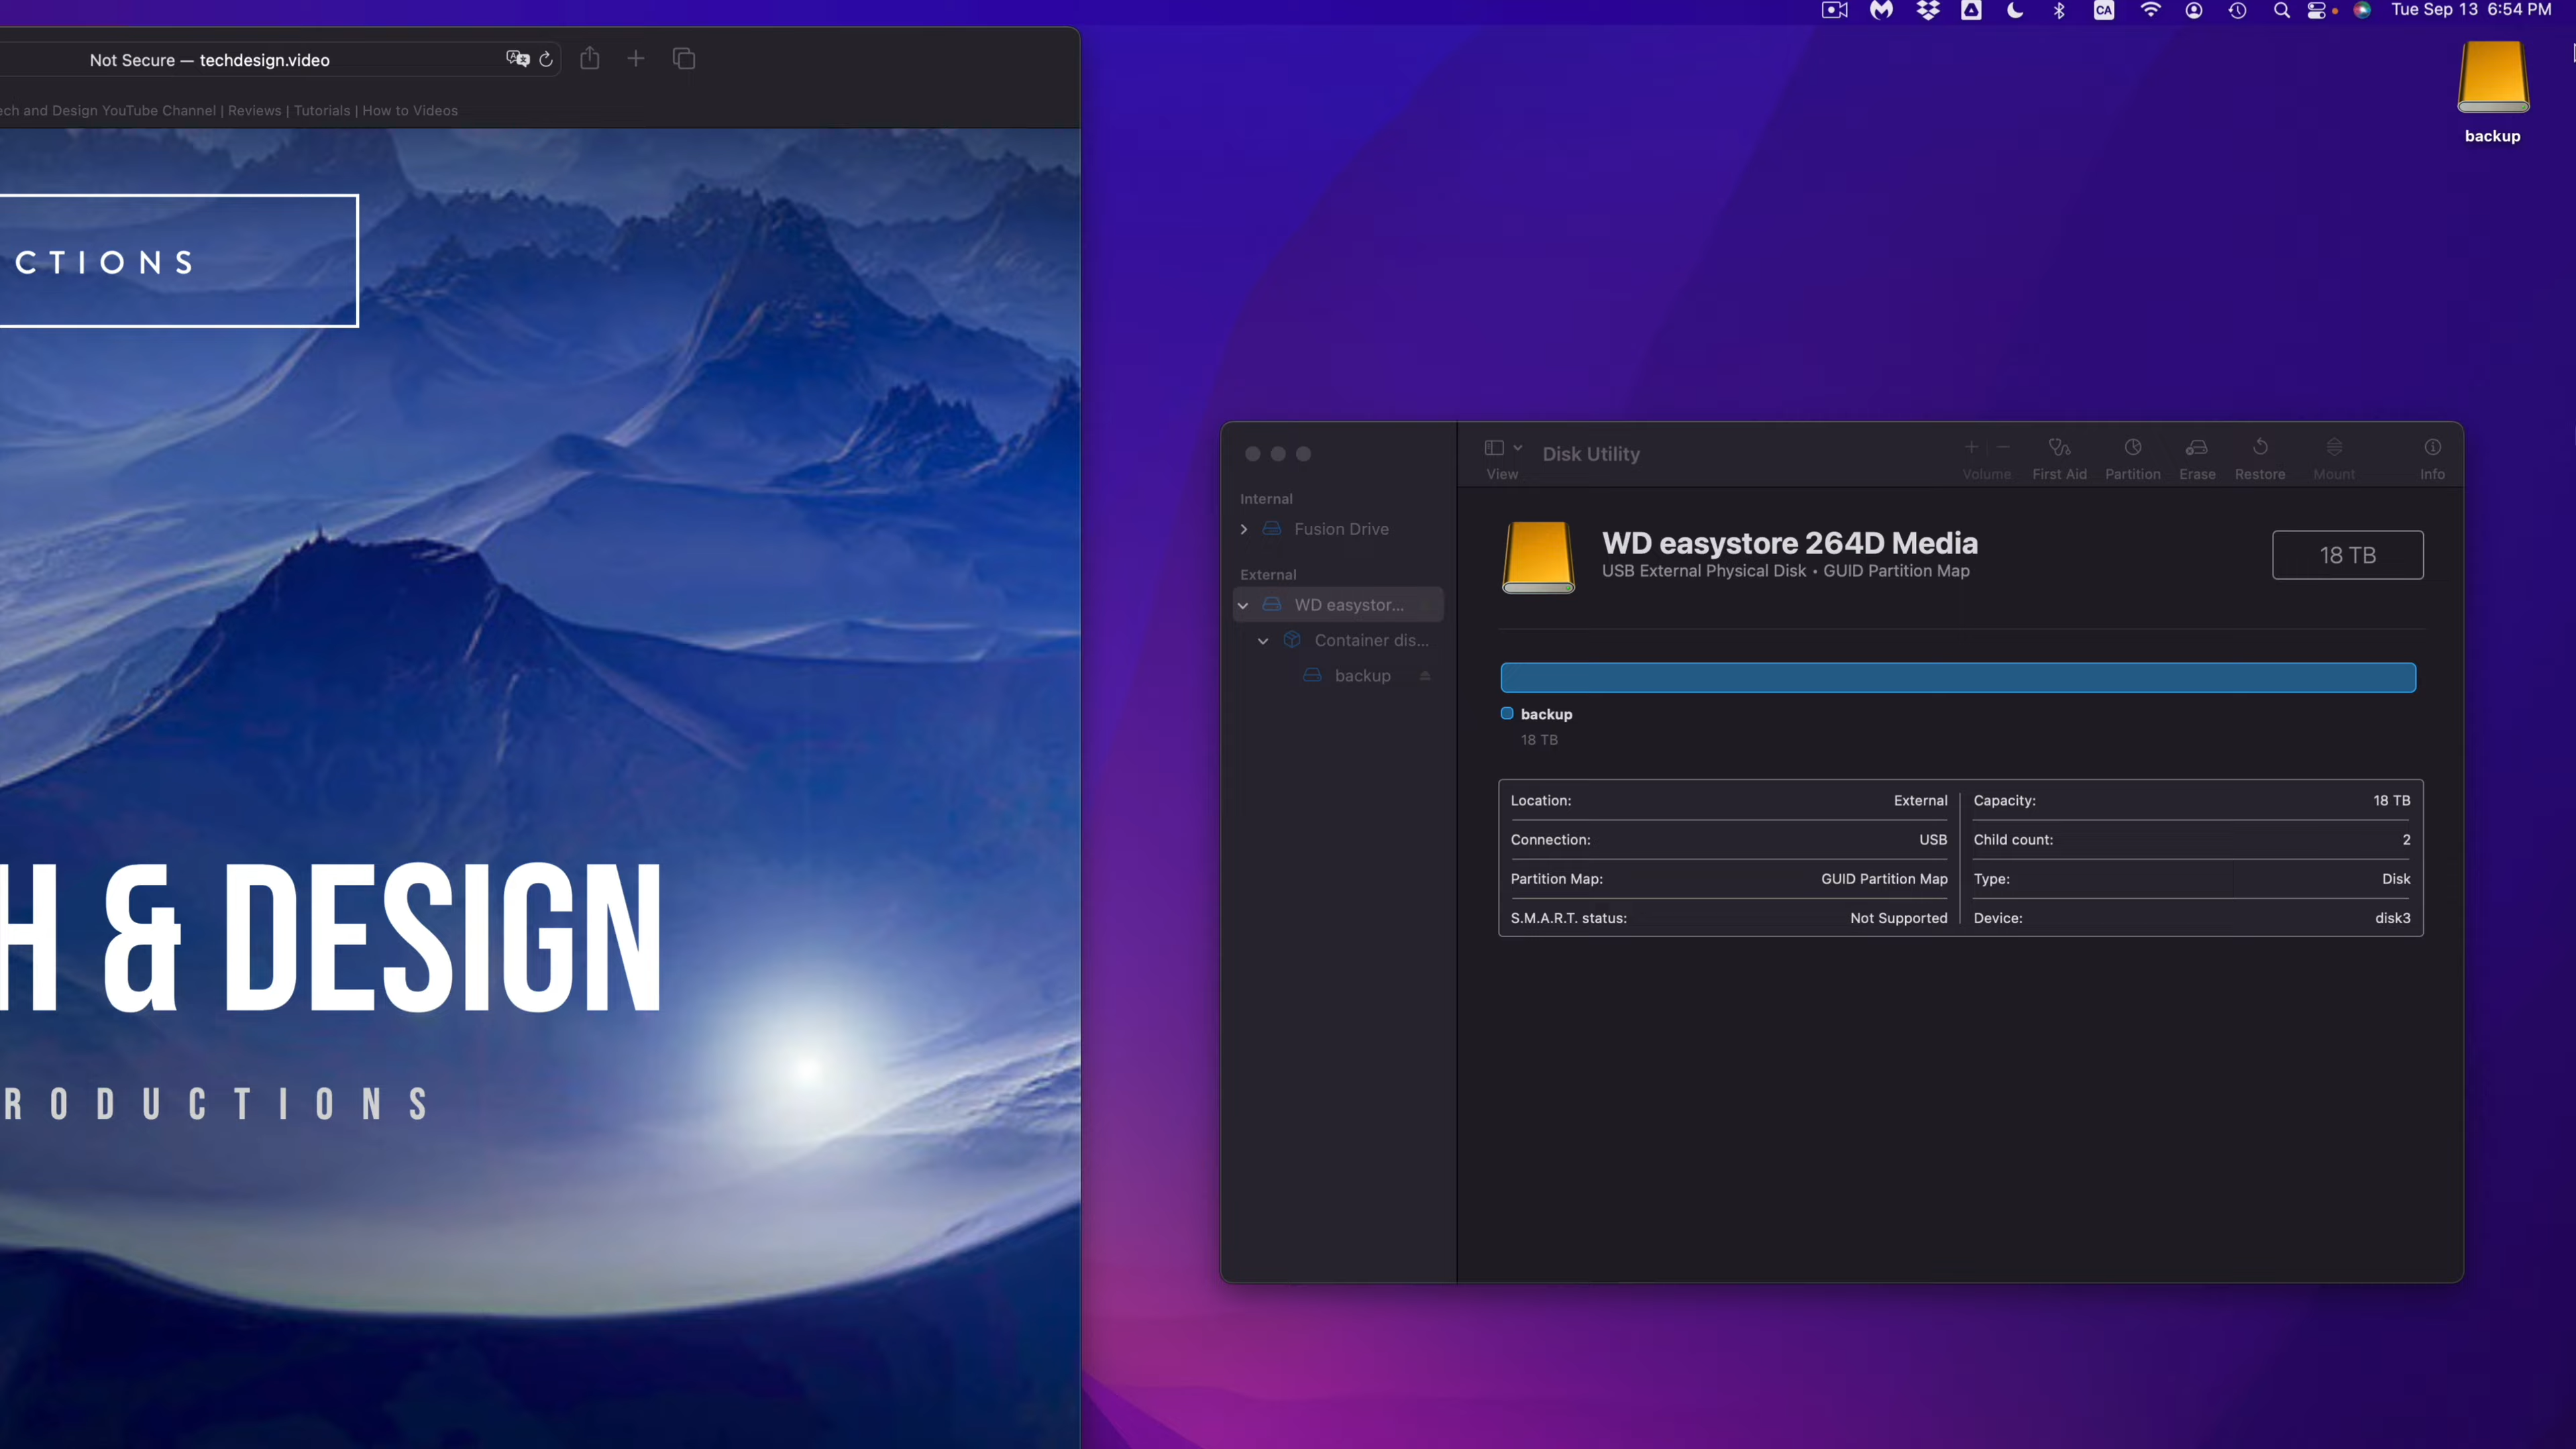 Tue Sep 13 6:54 PM
CA
Not Secure — techdesign.video
ech and Design YouTube Channel | Reviews | Tutorials | How to Videos
CTIONS
H & DESIGN
RODUCTIONS
backup
Disk Utility
View
Volume
First Aid
Partition
Erase
Restore
Mount
Info
Internal
Fusion Drive
External
WD easystor...
Container dis...
backup
WD easystore 264D Media
USB External Physical Disk • GUID Partition Map
18 TB
backup
18 TB
Location: External
Connection: USB
Partition Map: GUID Partition Map
S.M.A.R.T. status: Not Supported
Capacity: 18 TB
Child count: 2
Type: Disk
Device: disk3